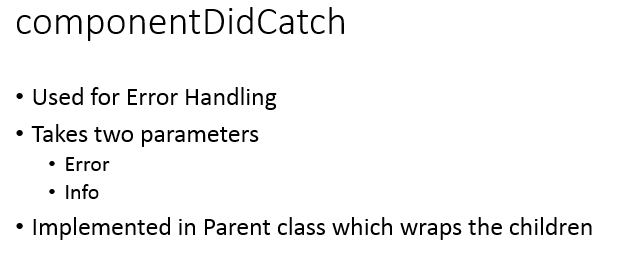 componentDidCatch
• Used for Error Handling
• Takes two parameters
• Error
• Info
• Implemented in Parent class which wraps the children